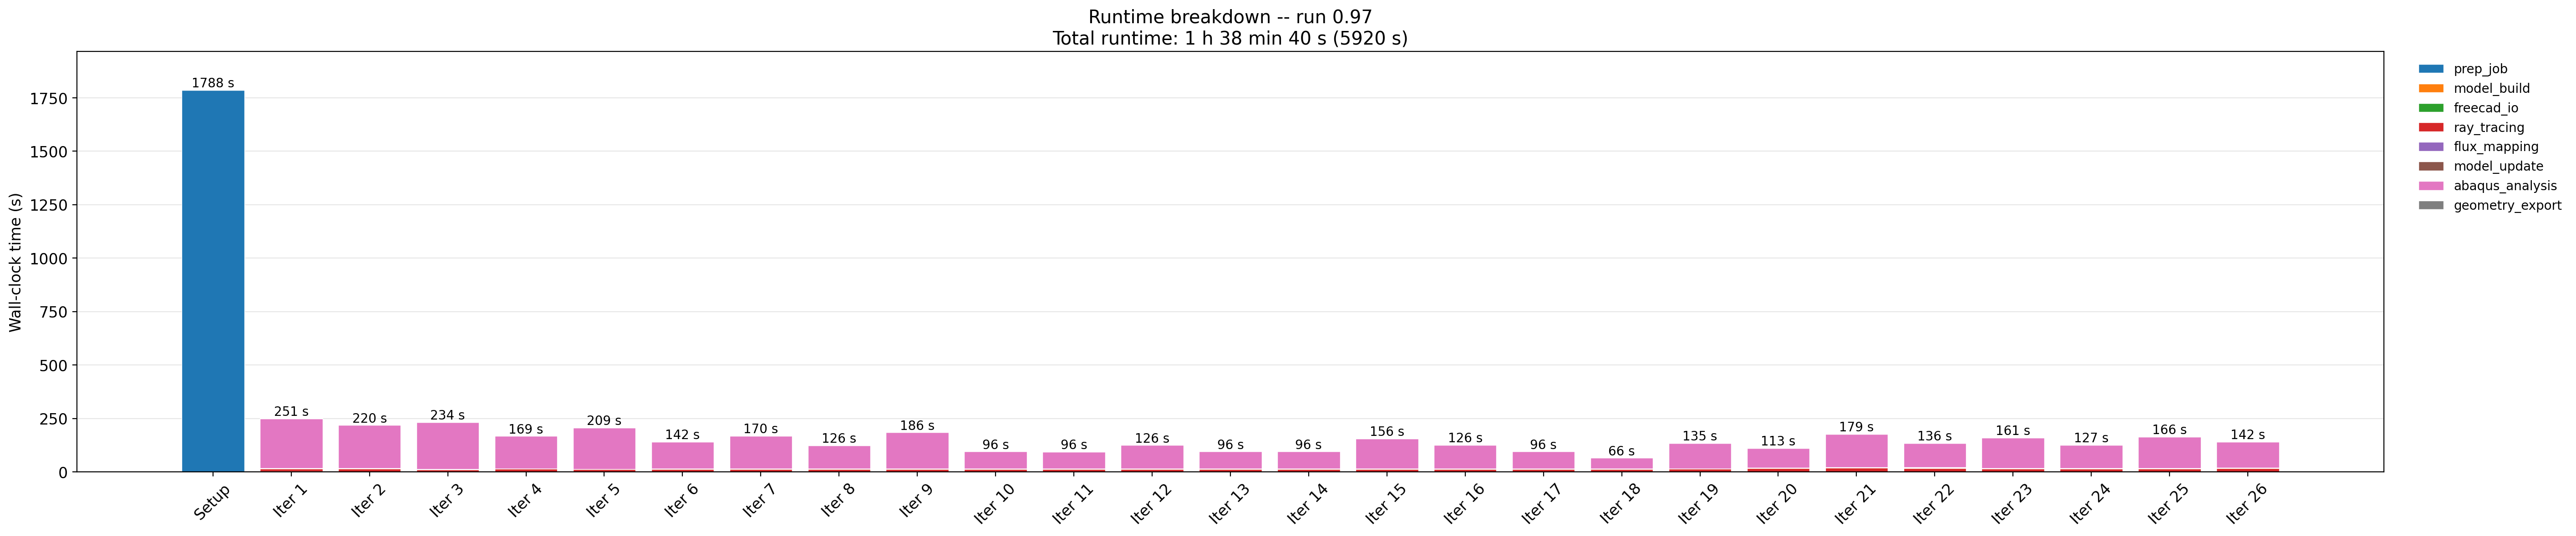 Runtime breakdown -- run 0.97
Total runtime: 1 h 38 min 40 s (5920 s)
Wall-clock time (s)
1750
1500
1250
1000
750
500
250
0
1788 s
251 s
220 s
234 s
169 s
209 s
142 s
170 s
126 s
186 s
96 s
96 s
126 s
96 s
96 s
156 s
126 s
96 s
66 s
135 s
113 s
179 s
136 s
161 s
127 s
166 s
142 s
Setup
Iter 1
Iter 2
Iter 3
Iter 4
Iter 5
Iter 6
Iter 7
Iter 8
Iter 9
Iter 10
Iter 11
Iter 12
Iter 13
Iter 14
Iter 15
Iter 16
Iter 17
Iter 18
Iter 19
Iter 20
Iter 21
Iter 22
Iter 23
Iter 24
Iter 25
Iter 26
prep_job
model_build
freecad_io
ray_tracing
flux_mapping
model_update
abaqus_analysis
geometry_export